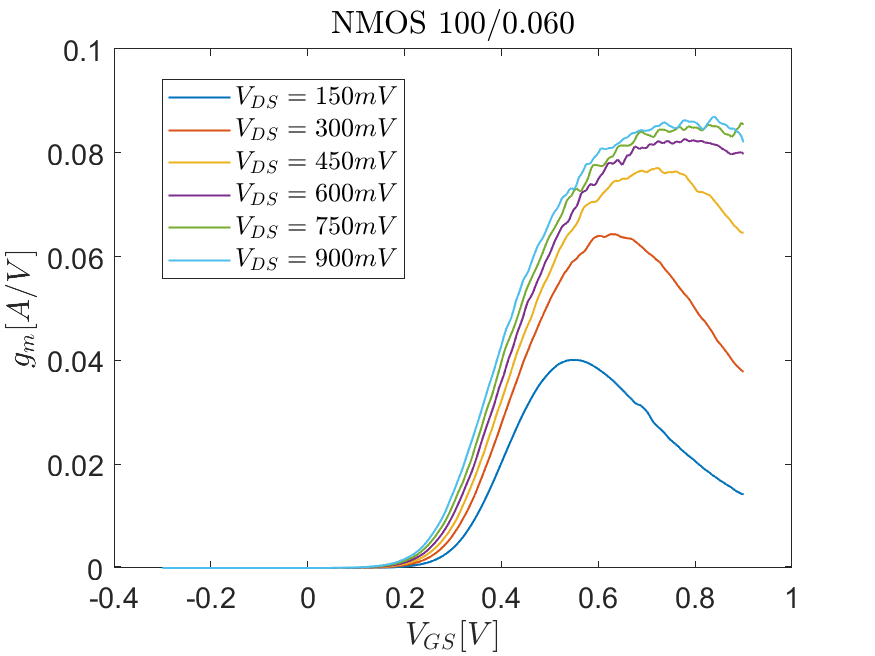 NMOS 100/0.060
0.1
0.08
0.06
0.04
0.02
0
g_m[A/V]
V_DS = 150mV
V_DS = 300mV
V_DS = 450mV
V_DS = 600mV
V_DS = 750mV
V_DS = 900mV
-0.4 -0.2 0 0.2 0.4 0.6 0.8 1
V_GS[V]